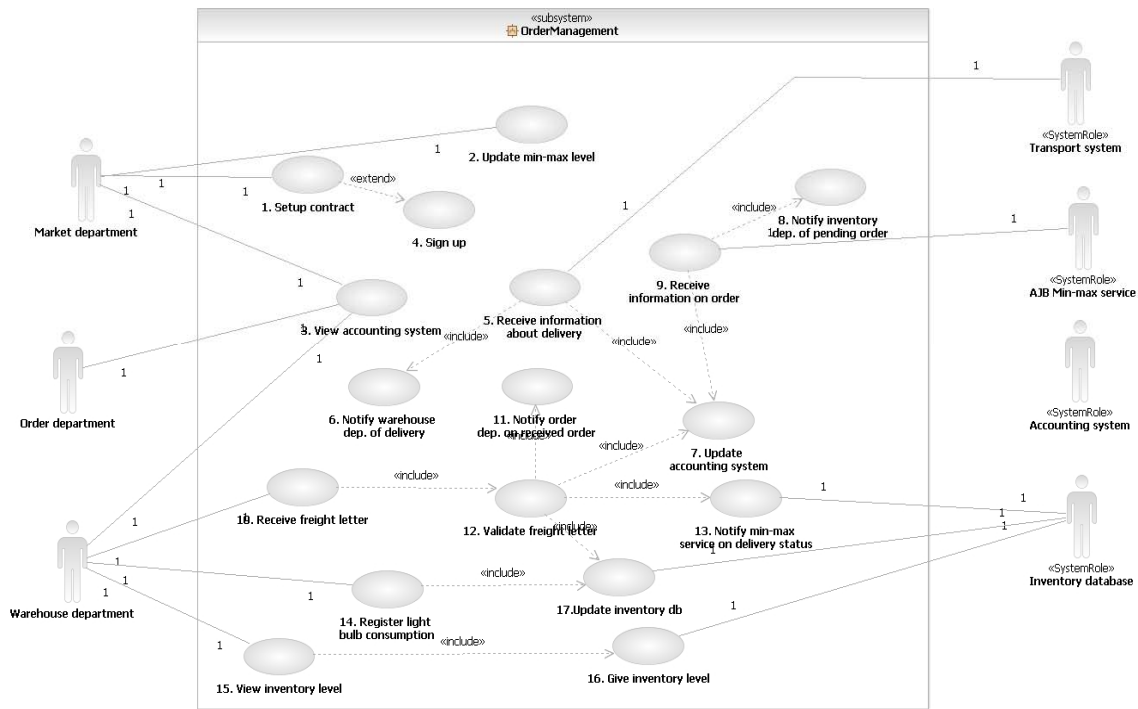 «subsystem»
OrderManagement
1
«SystemRole»
Transport system
1
2. Update min-max level
1
1
1
1
1
Market department
1. Setup contract
«extend»
4. Sign up
1
«include»
8. Notify inventory
dep. of pending order
1
1
9. Receive
information on order
«SystemRole»
AJB Min-max service
1
3. View accounting system
1
1
5. Receive information
about delivery
«include»
«include»
«include»
1
Order department
6. Notify warehouse
dep. of delivery
11. Notify order
dep. on received order
«include»
«include»
7. Update
accounting system
«SystemRole»
Accounting system
«include»
«include»
10. Receive freight letter
1
1
12. Validate freight letter
«include»
13. Notify min-max
service on delivery status
1
1
1
1
1
1
1
1
Warehouse department
1
14. Register light
bulb consumption
«include»
17.Update inventory db
1
«SystemRole»
Inventory database
1
15. View inventory level
«include»
16. Give inventory level